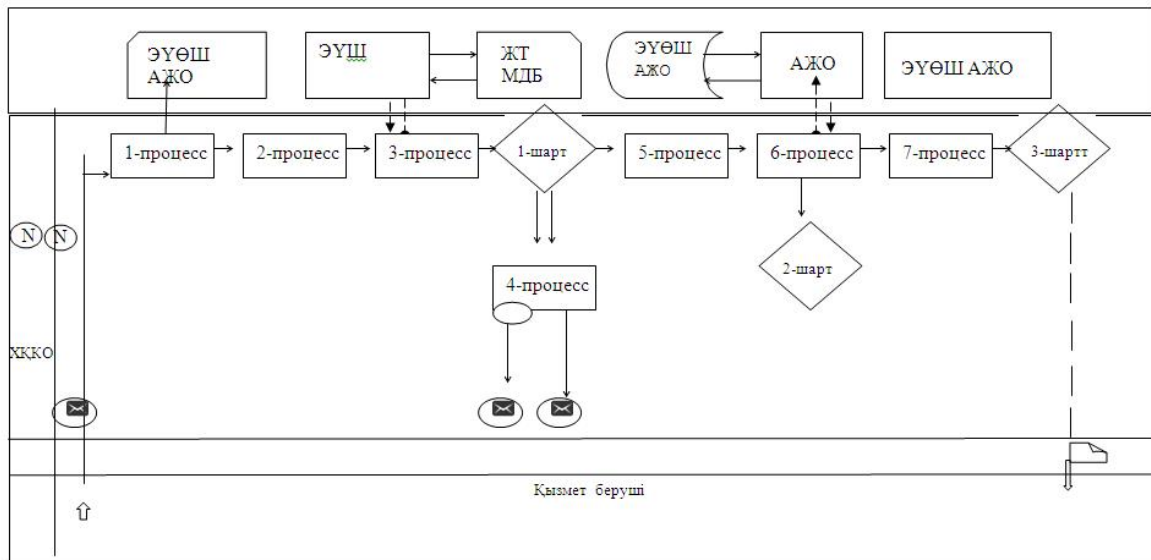 ЭҮӨШ
АЖО
ЭҮШ
ЖТ
МДБ
ЭҮӨШ
АЖО
АЖО
ЭҮӨШ АЖО
1-процесс
2-процесс
3-процесс
1-шарт
5-процесс
6-процесс
7-процесс
3-шартт
N
N
2-шарт
4-процесс
ХҚКО
Қызмет беруші